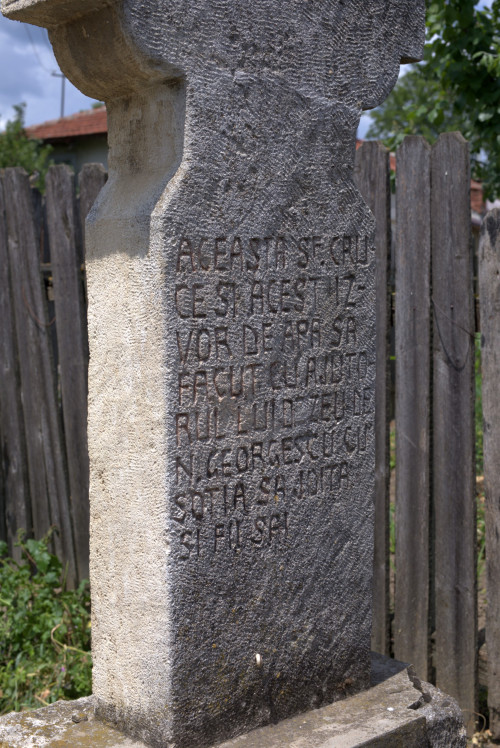 ACEASTA SF. CRU
CE SI ACEST IZ-
VOR DE APA SA
FACUT CU AJUTO
RUL LUI D-ZEU DE
N. GEORGESCU. CU
SOTIA SA JOITA
SI FII SAI